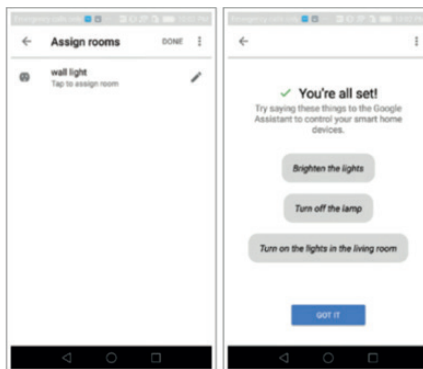 Assign rooms
DONE
wall light
Tap to assign room
You're all set!
Try saying these things to the Google
Assistant to control your smart home
devices.
Brighten the lights
Turn off the lamp
Turn on the lights in the living room
GOT IT